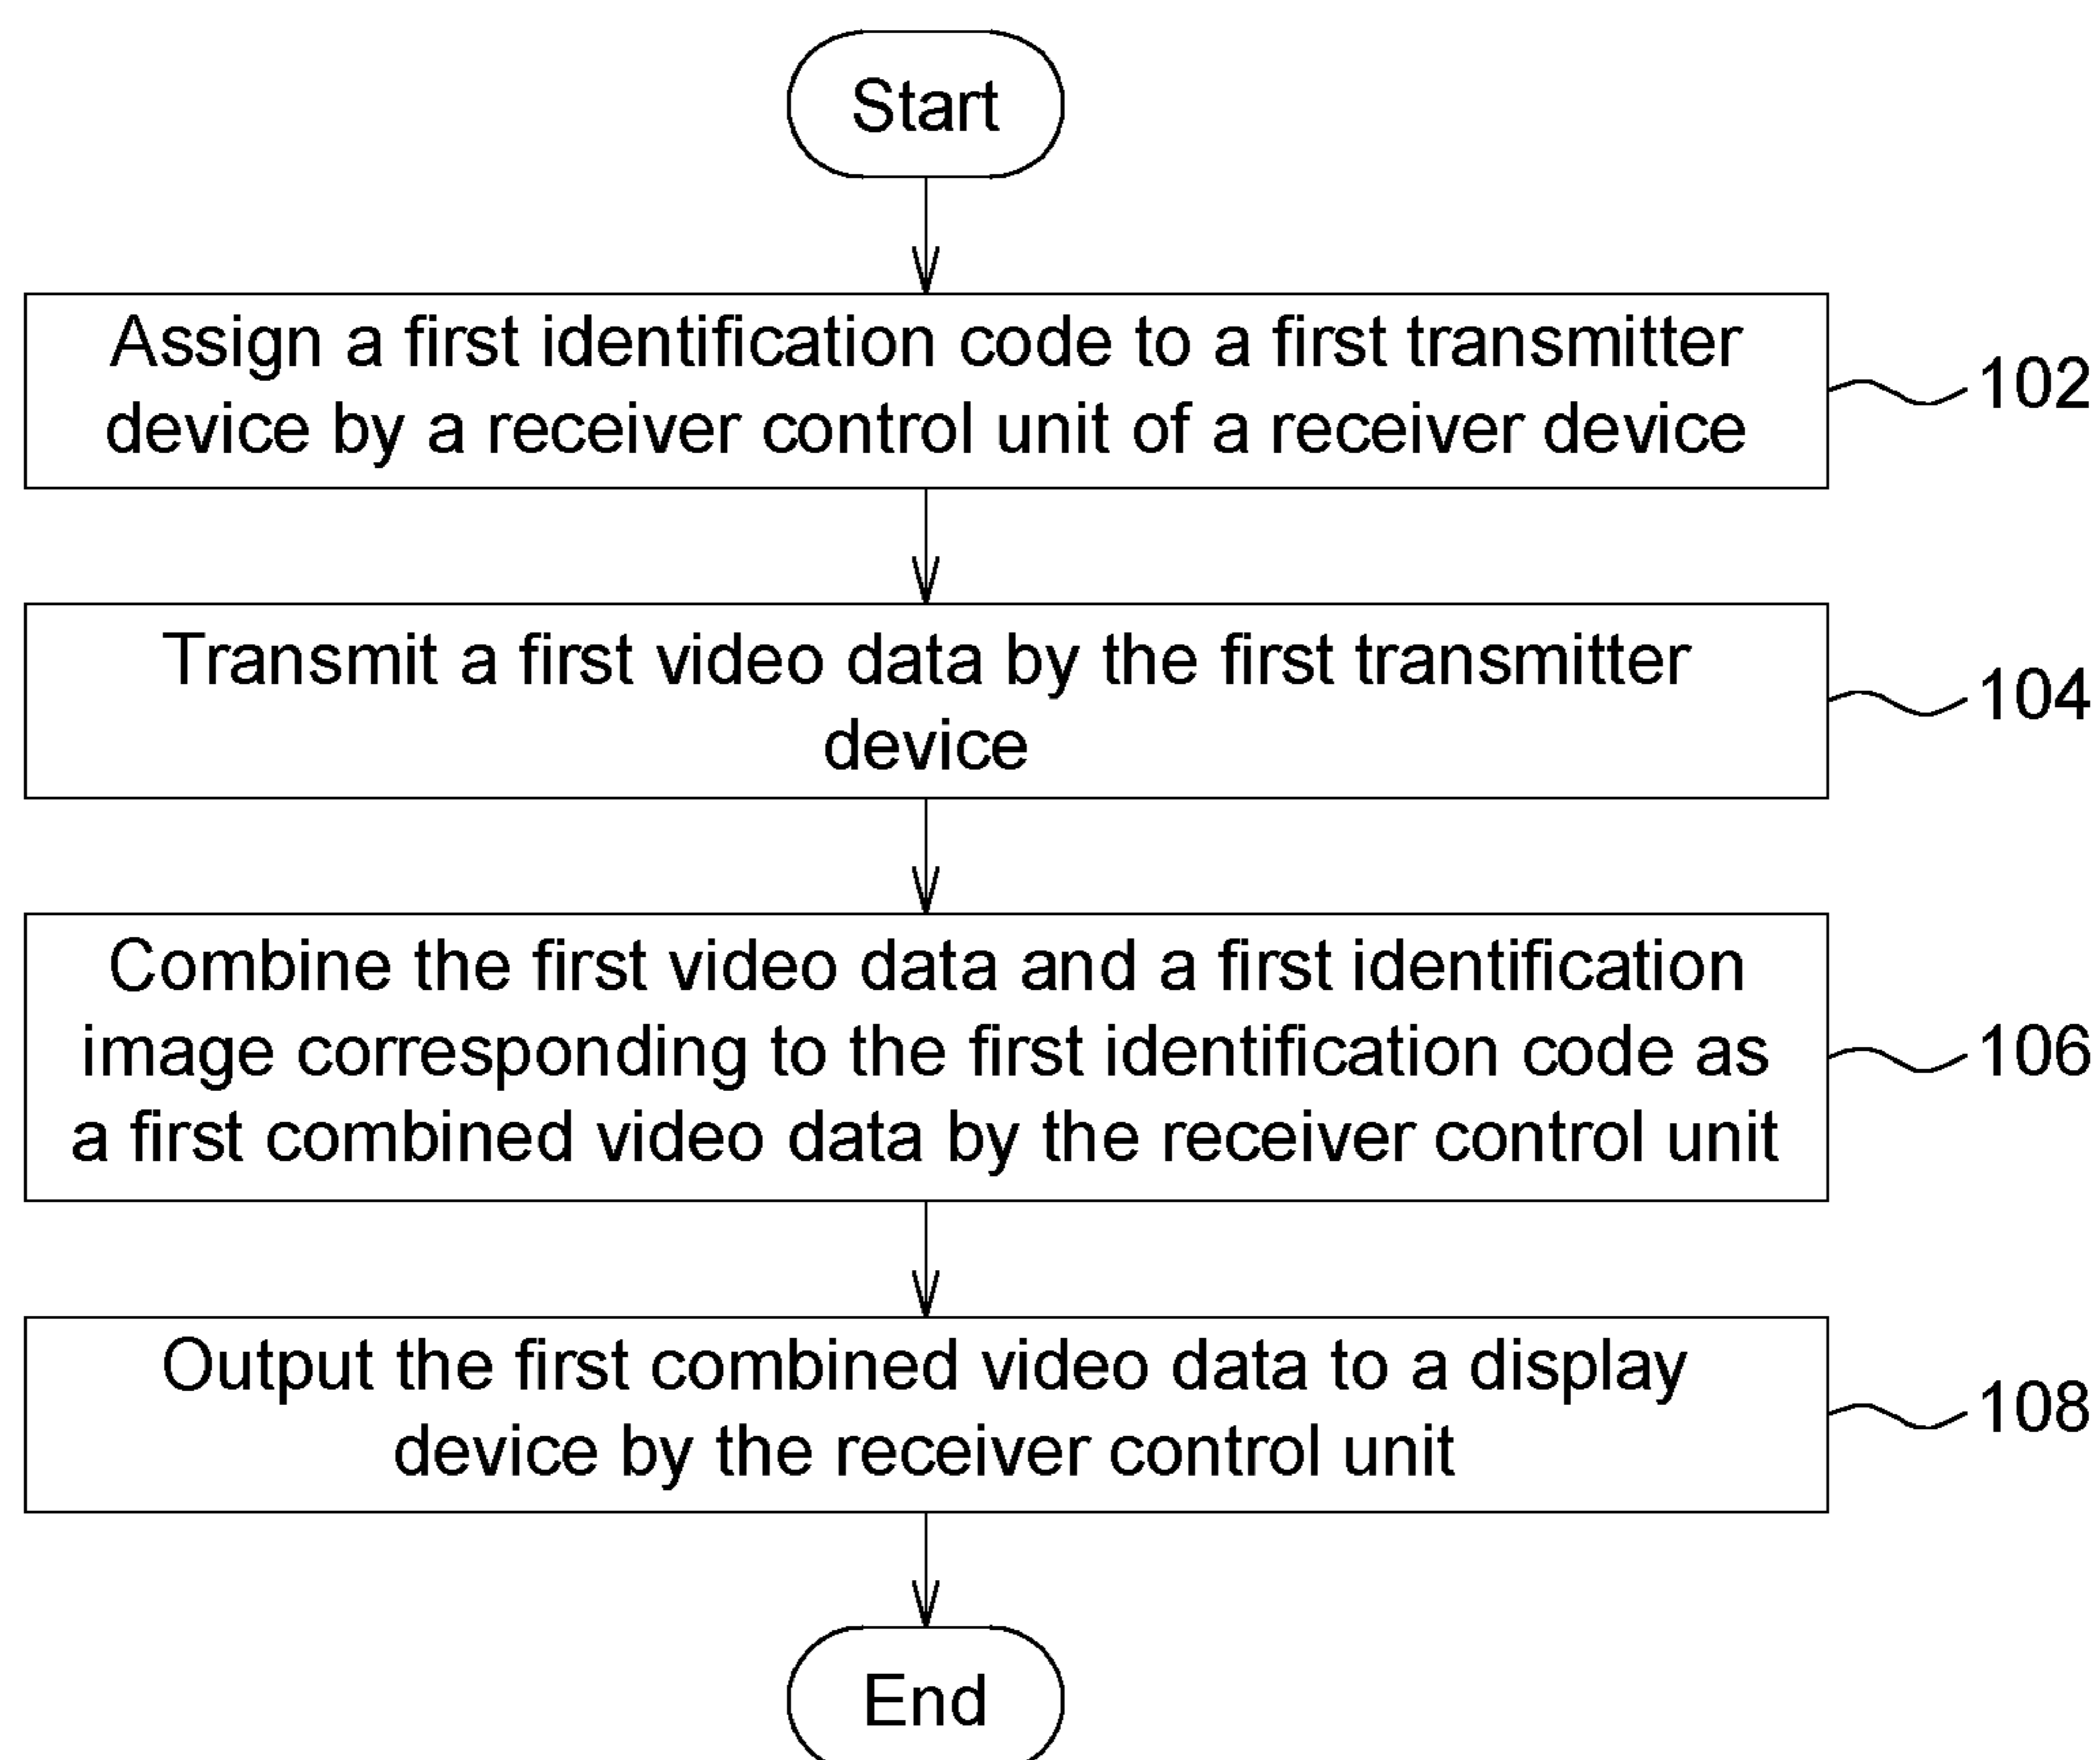 Start
Assign a first identification code to a first transmitter
device by a receiver control unit of a receiver device
102
Transmit a first video data by the first transmitter
device
104
Combine the first video data and a first identification
image corresponding to the first identification code as
a first combined video data by the receiver control unit
106
Output the first combined video data to a display
device by the receiver control unit
108
End